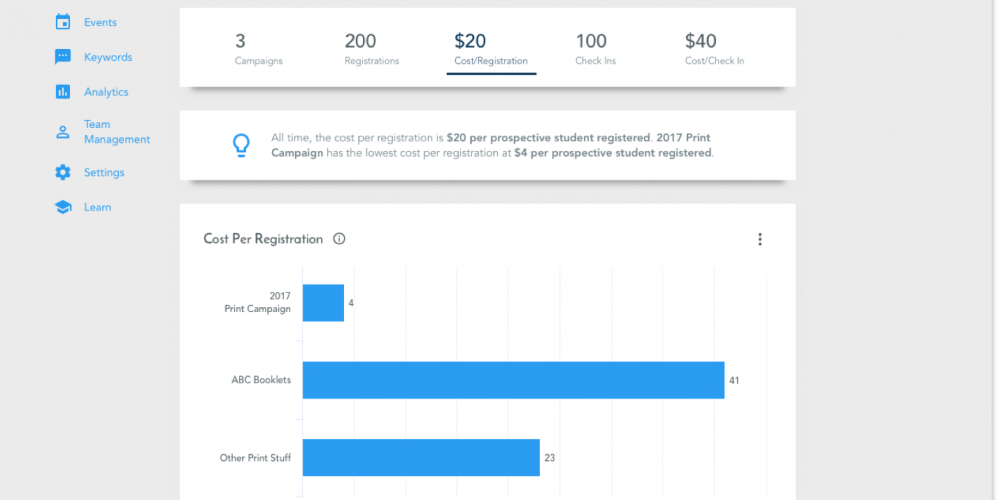 Events
Keywords
Analytics
Team
Management
Settings
Learn
3
Campaigns
200
Registrations
$20
Cost/Registration
100
Check Ins
$40
Cost/Check In
All time, the cost per registration is $20 per prospective student registered. 2017 Print
Campaign has the lowest cost per registration at $4 per prospective student registered.
Cost Per Registration
2017
Print Campaign
4
ABC Booklets
41
Other Print Stuff
23